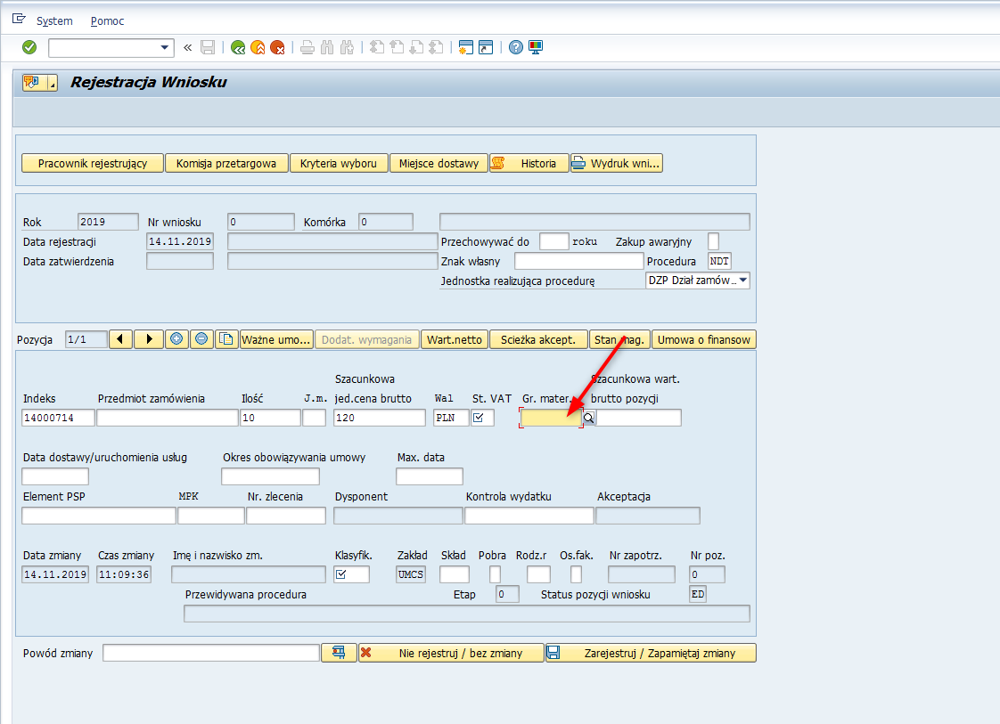 System Pomoc
Rejestracja Wniosku
Pracownik rejestrujący Komisja przetargowa Kryteria wyboru Miejsce dostawy Historia Wydruk wni...
Rok 2019 Nr wniosku 0 Komórka 0
Data rejestracji 14.11.2019 Przechowywać do roku Zakup awaryjny
Data zatwierdzenia Znak własny Procedura NDT
Jednostka realizująca procedurę DZP Dział zamów...
Pozycja 1/1 Ważne umo... Dodat. wymagania Wart.netto Scieżka akcept. Stan mag. Umowa o finansow
Szacunkowa Szacunkowa wart.
Indeks Przedmiot zamówienia Ilość J.m. jed.cena brutto Wal St. VAT Gr. mater. brutto pozycji
14000714 10 120 PLN
Data dostawy/uruchomienia usług Okres obowiązywania umowy Max. data
Element PSP MPK Nr. zlecenia Dysponent Kontrola wydatku Akceptacja
Data zmiany Czas zmiany Imię i nazwisko zm. Klasyfik. Zakład Skład Pobra Rodz.r Os.fak. Nr zapotrz. Nr poz.
14.11.2019 11:09:36 UMCS 0
Przewidywana procedura Etap 0 Status pozycji wniosku ED
Powód zmiany Nie rejestruj / bez zmiany Zarejestruj / Zapamiętaj zmiany